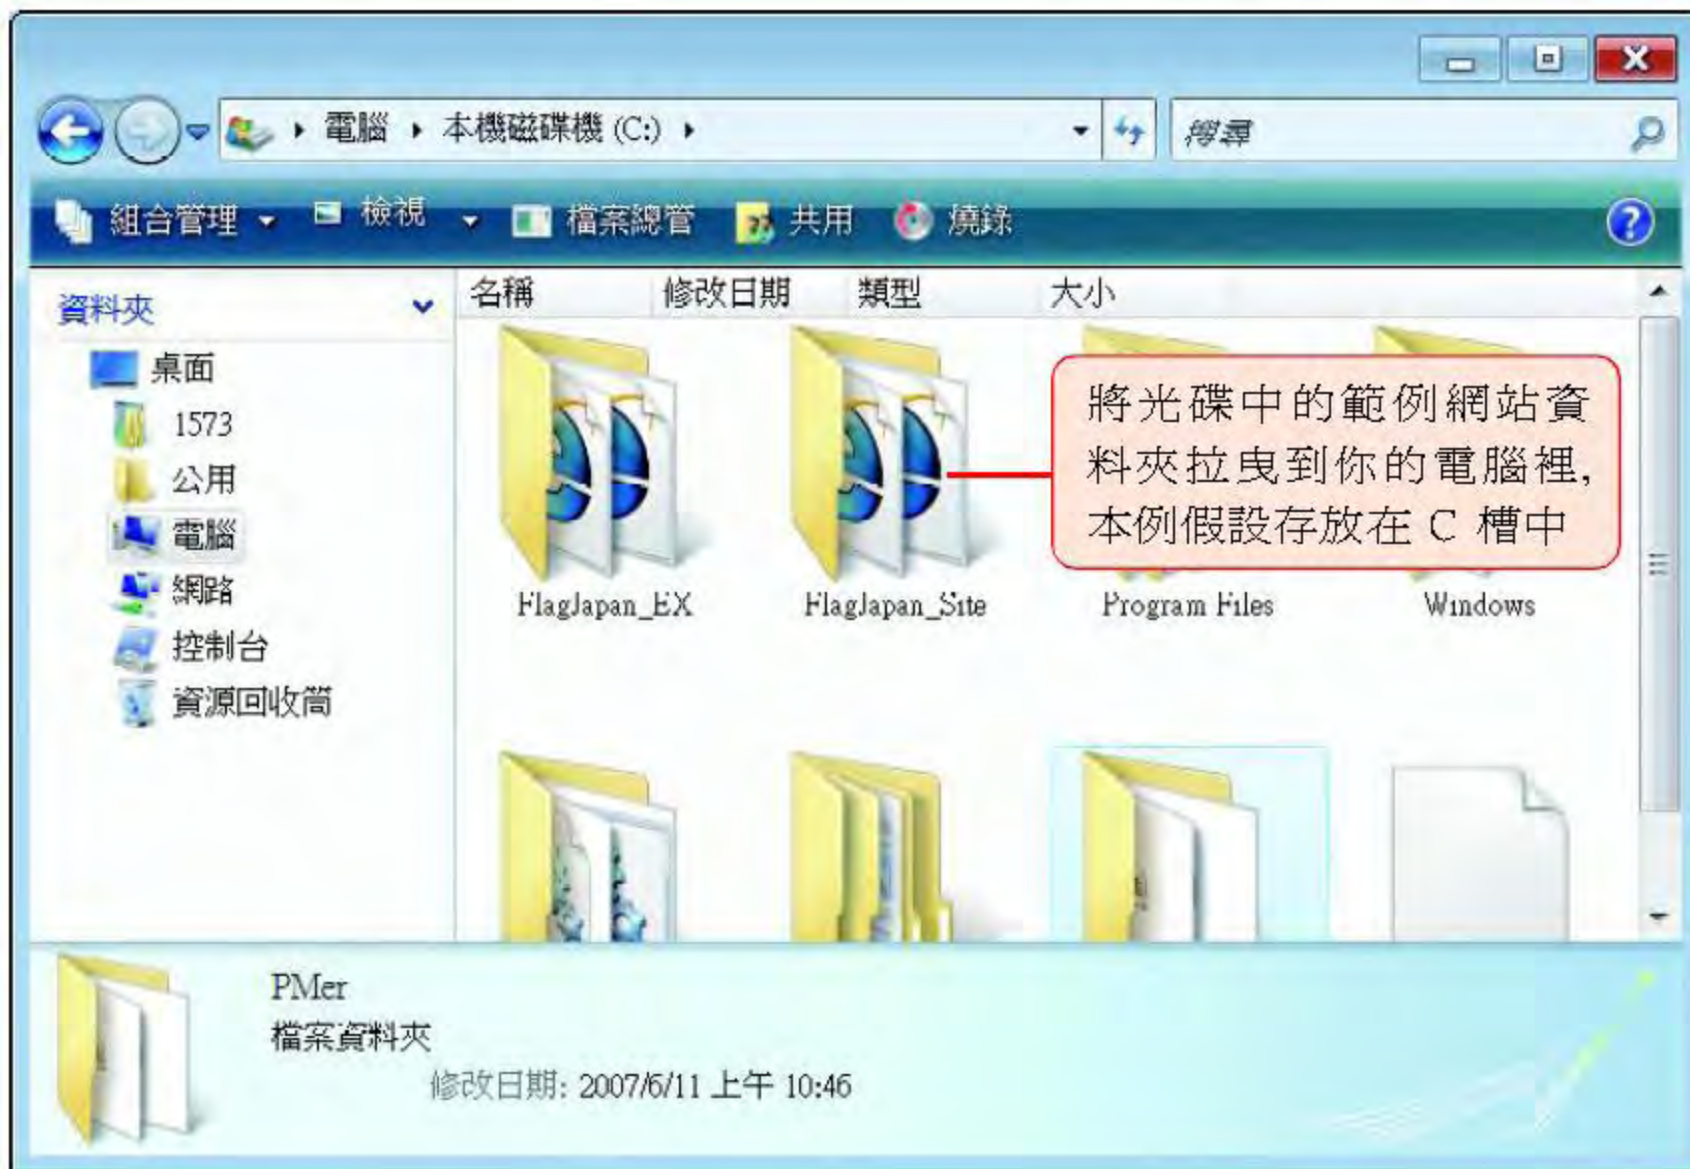 電腦 本機磁碟機 (C:) 搜尋
組合管理 檢視 檔案總管 共用 燒錄
資料夾
桌面
1573
公用
電腦
網路
控制台
資源回收筒
名稱 修改日期 類型 大小
將光碟中的範例網站資
料夾拉曳到你的電腦裡,
本例假設存放在 C 槽中
FlagJapan_EX FlagJapan_Site Program Files Windows
PMer
檔案資料夾
修改日期: 2007/6/11 上午 10:46